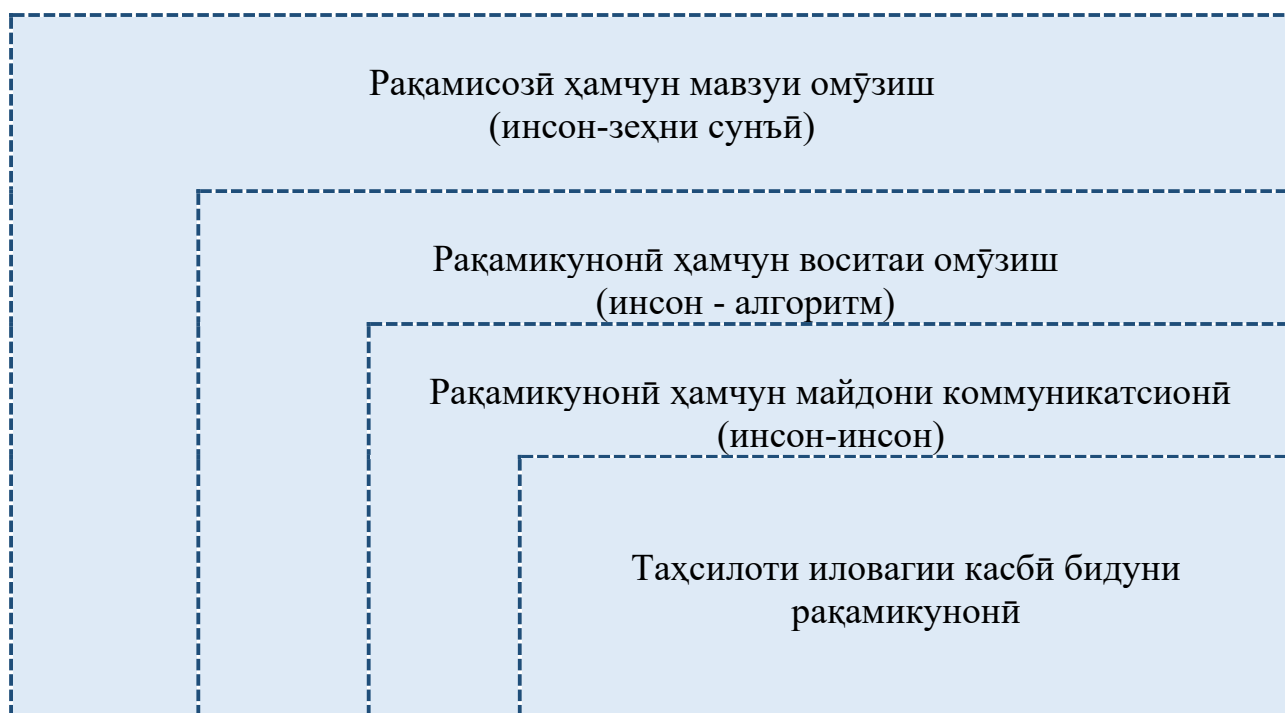 Рақамисозӣ ҳамчун мавзуи омӯзиш
(инсон-зеҳни сунъӣ)
Рақамикунонӣ ҳамчун воситаи омӯзиш
(инсон - алгоритм)
Рақамикунонӣ ҳамчун майдони коммуникатсионӣ
(инсон-инсон)
Таҳсилоти иловагии касбӣ бидуни
рақамикунонӣ